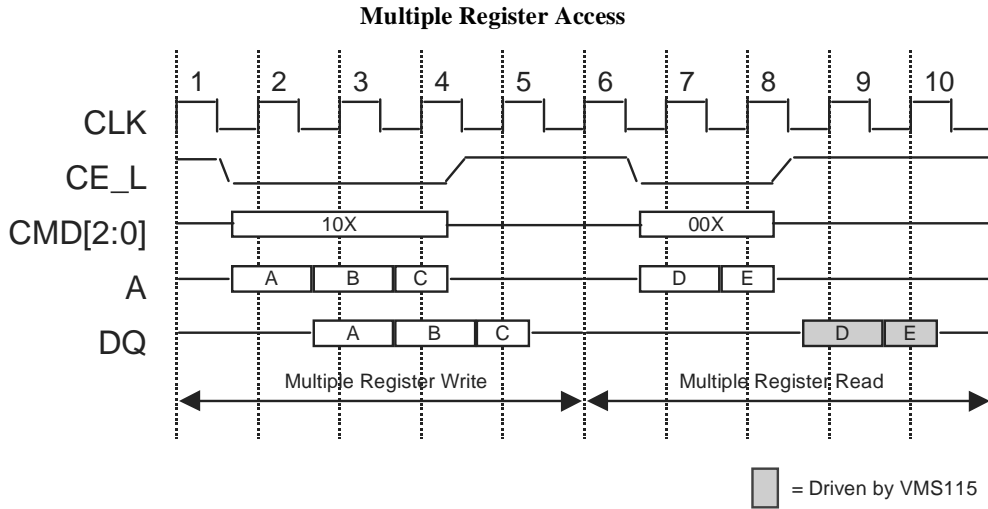 Multiple Register Access
1 2 3 4 5 6 7 8 9 10
CLK
CE_L
CMD[2:0] 10X 00X
A A B C D E
DQ A B C D E
Multiple Register Write Multiple Register Read
= Driven by VMS115